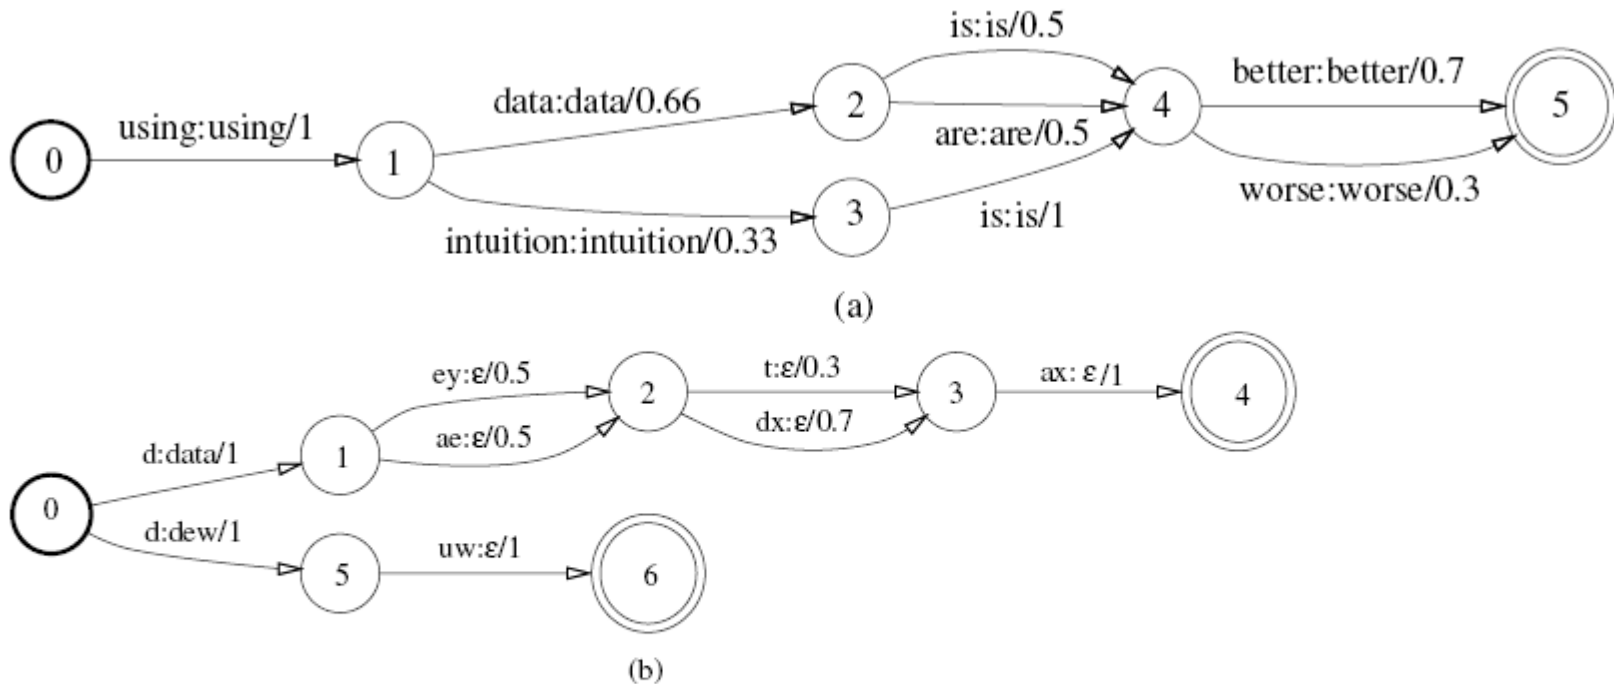 is:is/0.5
better:better/0.7
data:data/0.66
2
4
5
using:using/1
are:are/0.5
0
1
worse:worse/0.3
3
is:is/1
intuition:intuition/0.33
(a)
ey:ε/0.5
t:ε/0.3
ax: ε/1
2
3
4
ae:ε/0.5
dx:ε/0.7
d:data/1
1
0
d:dew/1
uw:ε/1
5
6
(b)